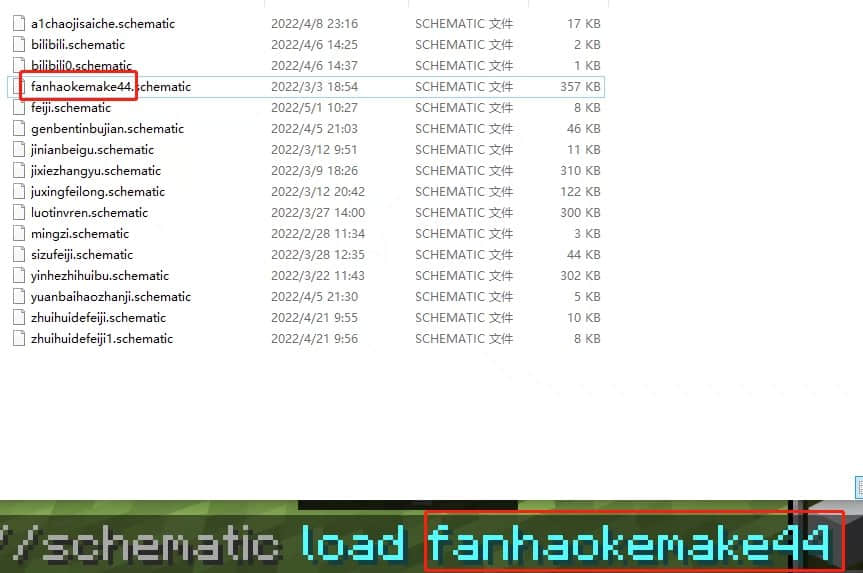 a1chaojisaiche.schematic 2022/4/8 23:16 SCHEMATIC 文件 17 KB
bilibili.schematic 2022/4/6 14:25 SCHEMATIC 文件 2 KB
bilibili0.schematic 2022/4/6 14:37 SCHEMATIC 文件 1 KB
fanhaokemake44.schematic 2022/3/3 18:54 SCHEMATIC 文件 357 KB
feiji.schematic 2022/5/1 10:27 SCHEMATIC 文件 8 KB
genbentinbujian.schematic 2022/4/5 21:03 SCHEMATIC 文件 46 KB
jinianbeigu.schematic 2022/3/12 9:51 SCHEMATIC 文件 11 KB
jixiezhangyu.schematic 2022/3/9 18:26 SCHEMATIC 文件 310 KB
juxingfeilong.schematic 2022/3/12 20:42 SCHEMATIC 文件 122 KB
luotinvren.schematic 2022/3/27 14:00 SCHEMATIC 文件 300 KB
mingzi.schematic 2022/2/28 11:34 SCHEMATIC 文件 3 KB
sizufeiji.schematic 2022/3/28 12:35 SCHEMATIC 文件 44 KB
yinhezhihuibu.schematic 2022/3/22 11:43 SCHEMATIC 文件 302 KB
yuanbaihaozhanji.schematic 2022/4/5 21:30 SCHEMATIC 文件 5 KB
zhuihuidefeiji.schematic 2022/4/21 9:55 SCHEMATIC 文件 10 KB
zhuihuidefeiji1.schematic 2022/4/21 9:56 SCHEMATIC 文件 8 KB
//schematic load fanhaokemake44